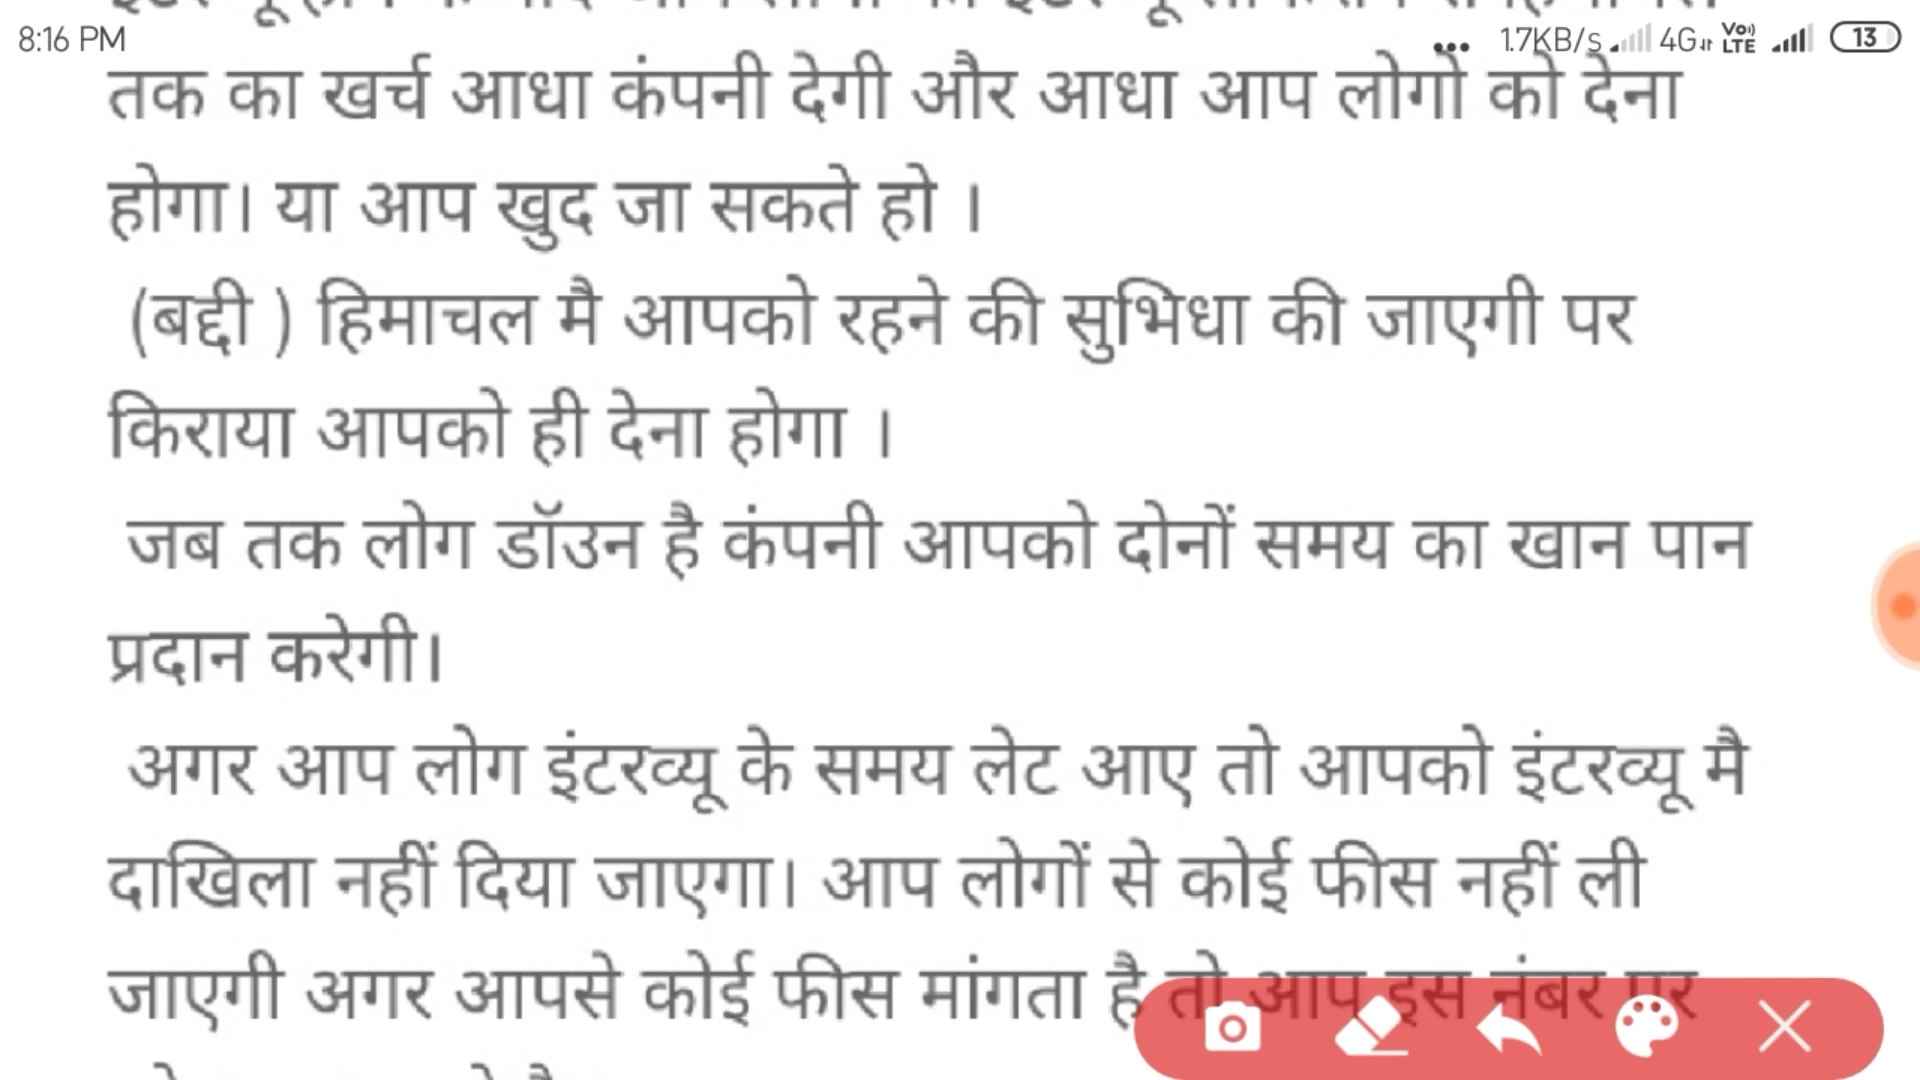 8:16 PM
... 1.7KB/s 4G Vo)) LTE 13
तक का खर्च आधा कंपनी देगी और आधा आप लोगों को देना
होगा। या आप खुद जा सकते हो ।
(बद्दी ) हिमाचल मै आपको रहने की सुभिधा की जाएगी पर
किराया आपको ही देना होगा ।
जब तक लोग डॉउन है कंपनी आपको दोनों समय का खान पान
प्रदान करेगी।
अगर आप लोग इंटरव्यू के समय लेट आए तो आपको इंटरव्यू मै
दाखिला नहीं दिया जाएगा। आप लोगों से कोई फीस नहीं ली
जाएगी अगर आपसे कोई फीस मांगता है तो आप इस नंबर पर